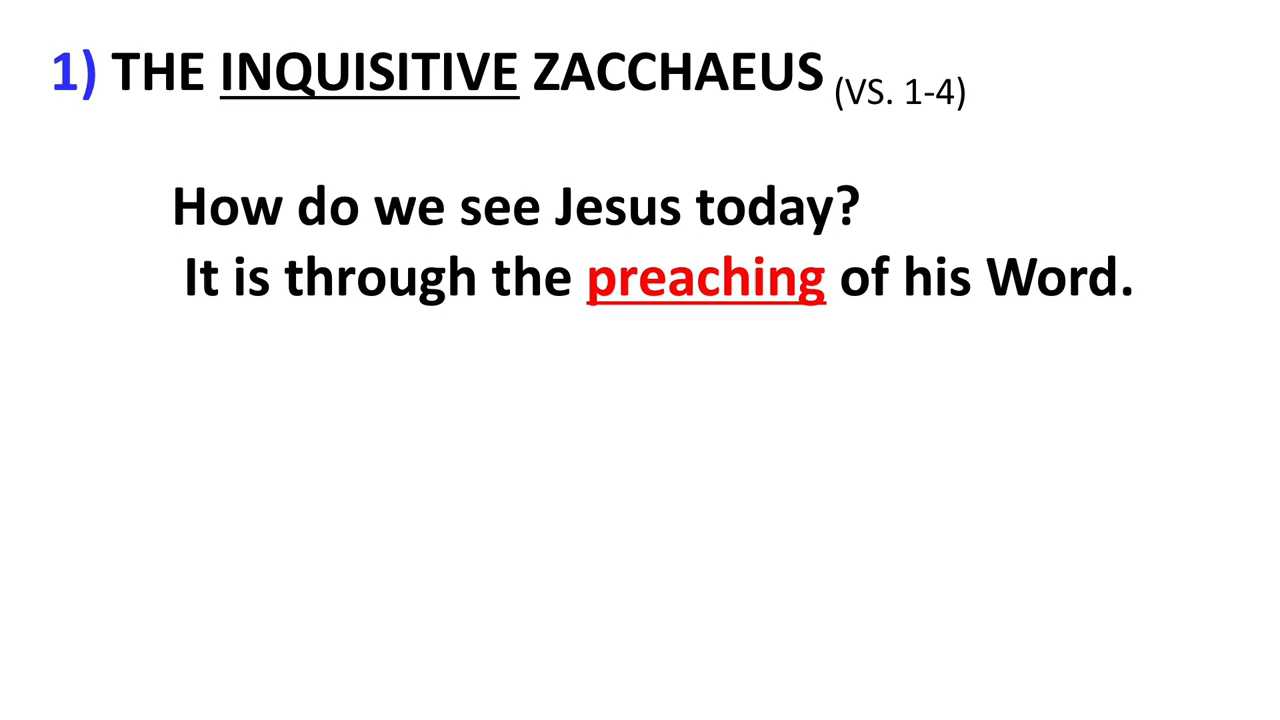 1) THE INQUISITIVE ZACCHAEUS (VS. 1-4)
How do we see Jesus today?
It is through the preaching of his Word.